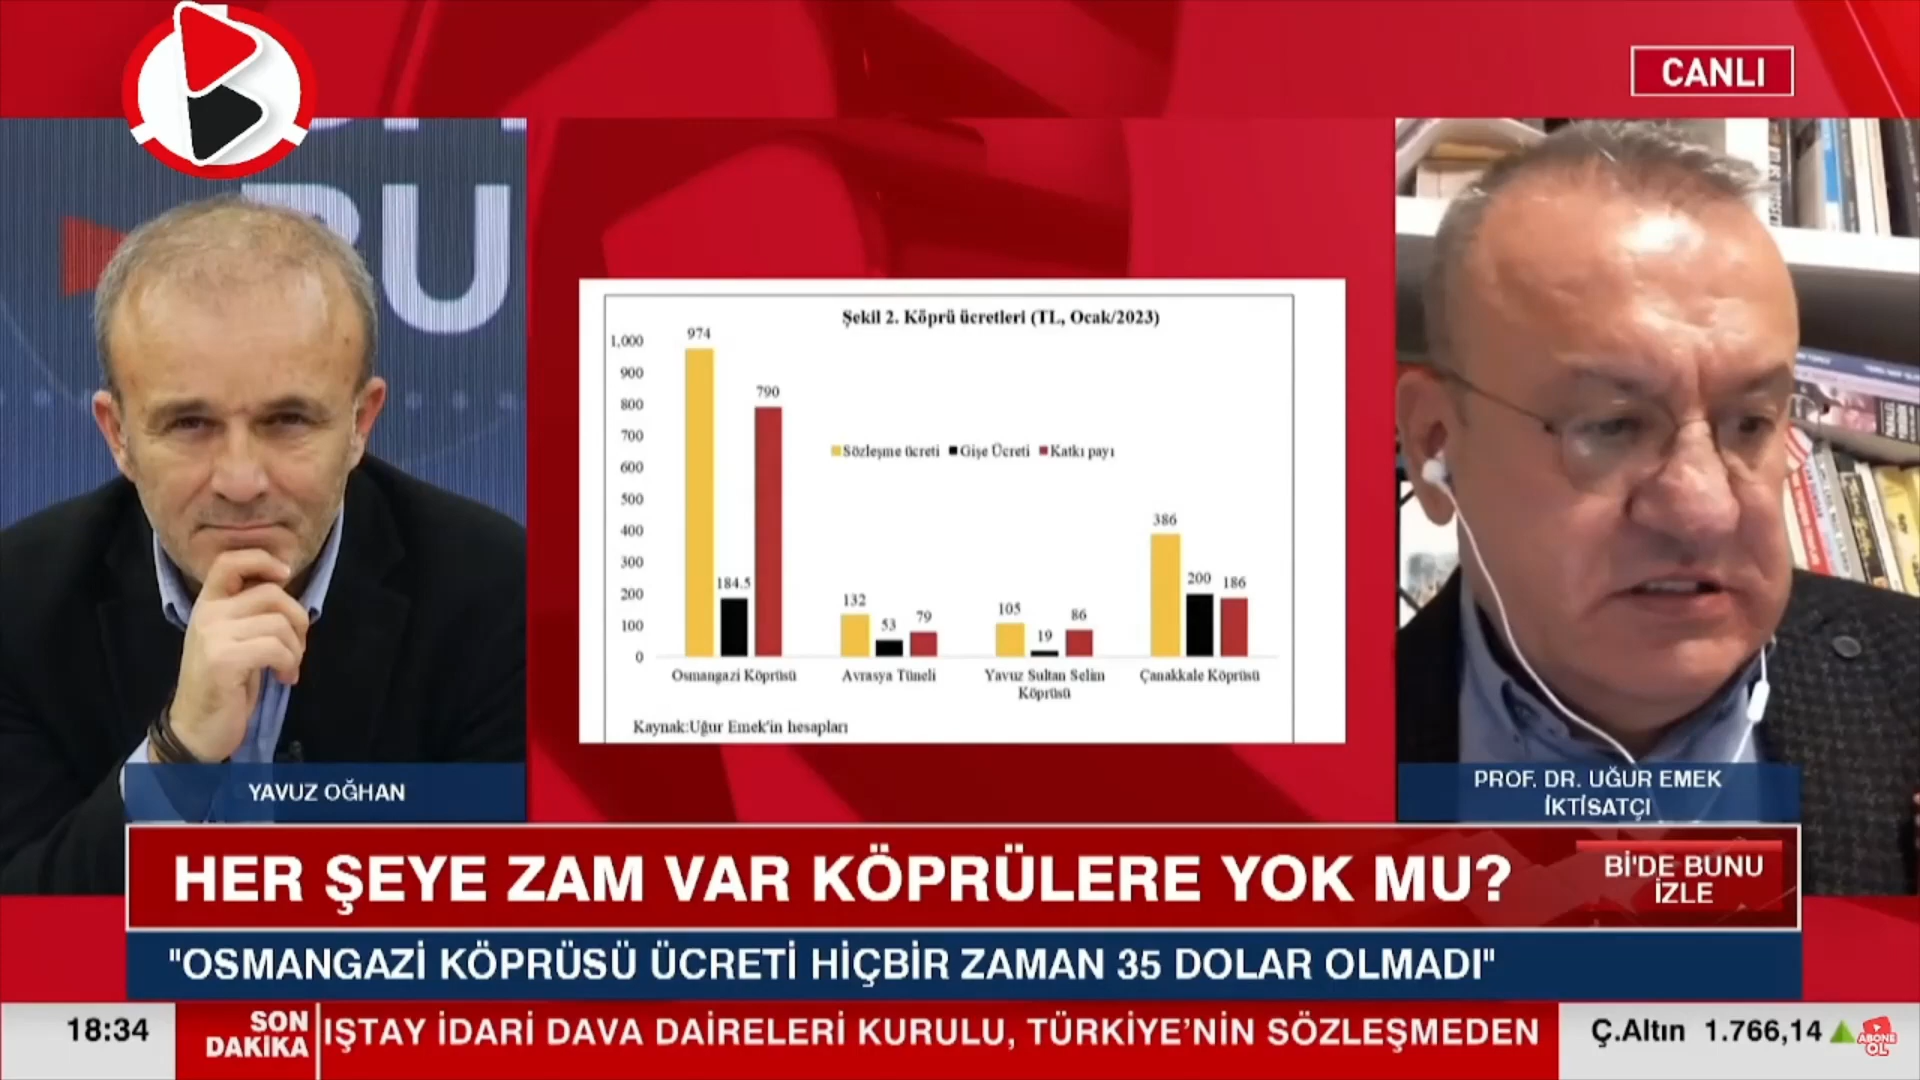 CANLI
BU
Şekil 2. Köprü ücretleri (TL, Ocak/2023)
1,000
900
800
700
600
500
400
300
200
100
0
974
184.5
790
132
53
79
105
19
86
386
200
186
Sözleşme ücreti
Gişe Ücreti
Katkı payı
Osmangazi Köprüsü
Avrasya Tüneli
Yavuz Sultan Selim
Köprüsü
Çanakkale Köprüsü
Kaynak:Uğur Emek'in hesapları
YAVUZ OĞHAN
PROF. DR. UĞUR EMEK
İKTİSATÇI
HER ŞEYE ZAM VAR KÖPRÜLERE YOK MU?
Bİ'DE BUNU
İZLE
"OSMANGAZİ KÖPRÜSÜ ÜCRETİ HİÇBİR ZAMAN 35 DOLAR OLMADI"
18:34
SON
DAKİKA
IŞTAY İDARİ DAVA DAİRELERİ KURULU, TÜRKİYE'NİN SÖZLEŞMEDEN
Ç.Altın 1.766,14
ABONE
OL